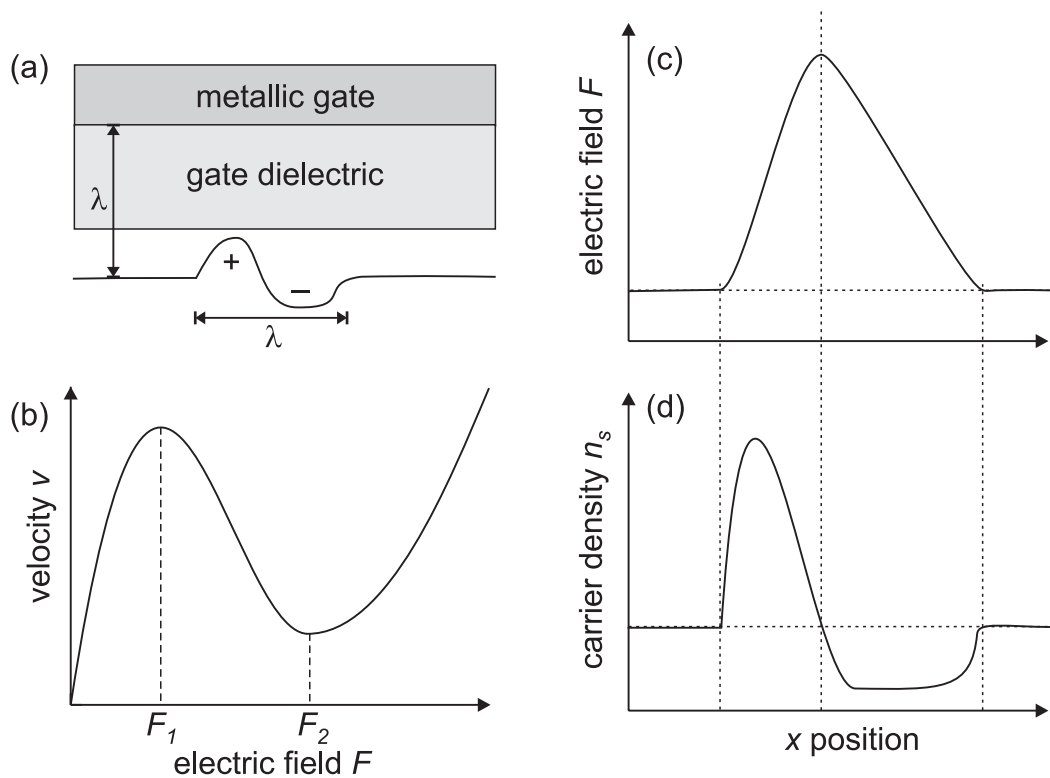 (a)
metallic gate
gate dielectric
λ
+
−
λ
(b)
velocity v
F1
F2
electric field F
(c)
electric field F
(d)
carrier density ns
x position